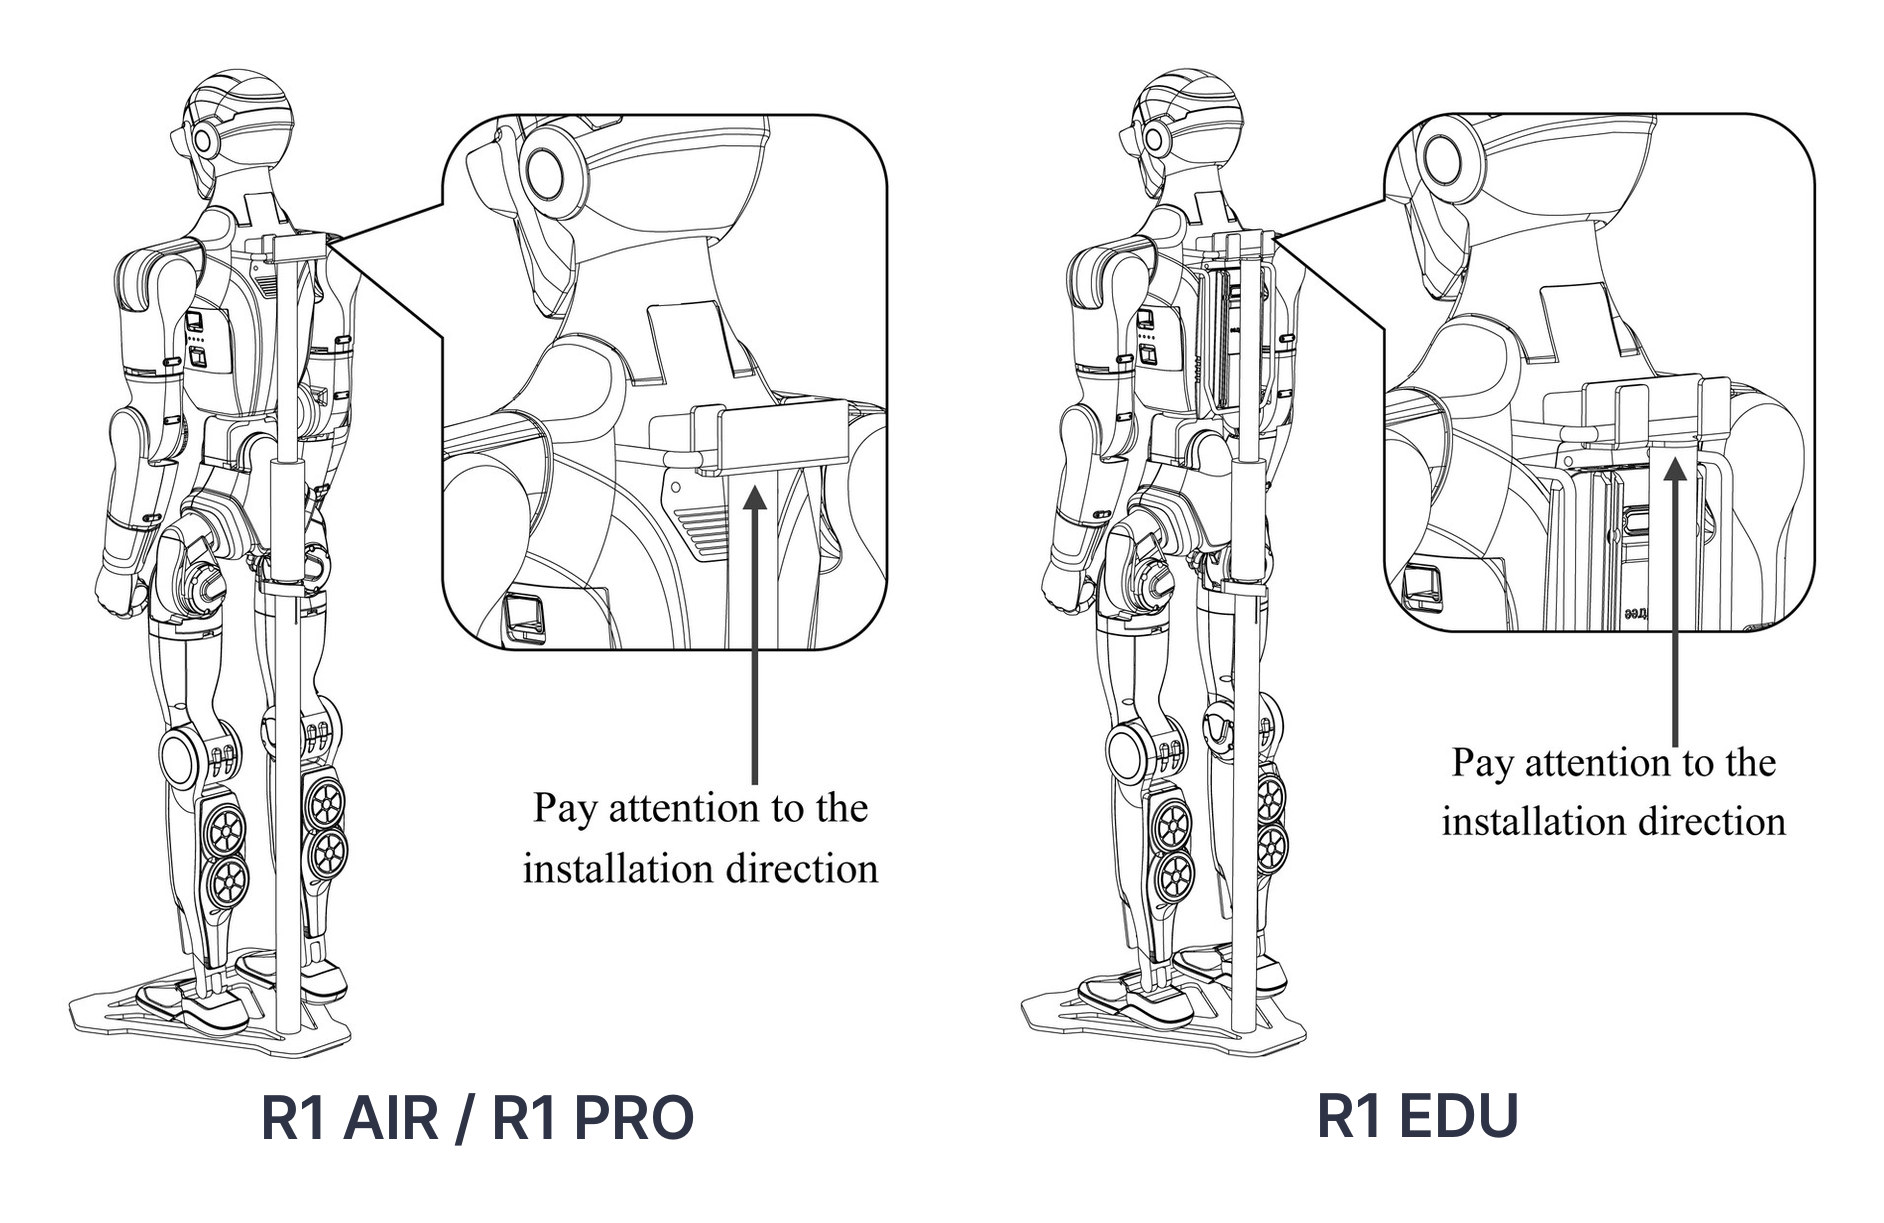 Pay attention to the
installation direction
R1 AIR / R1 PRO
Pay attention to the
installation direction
R1 EDU